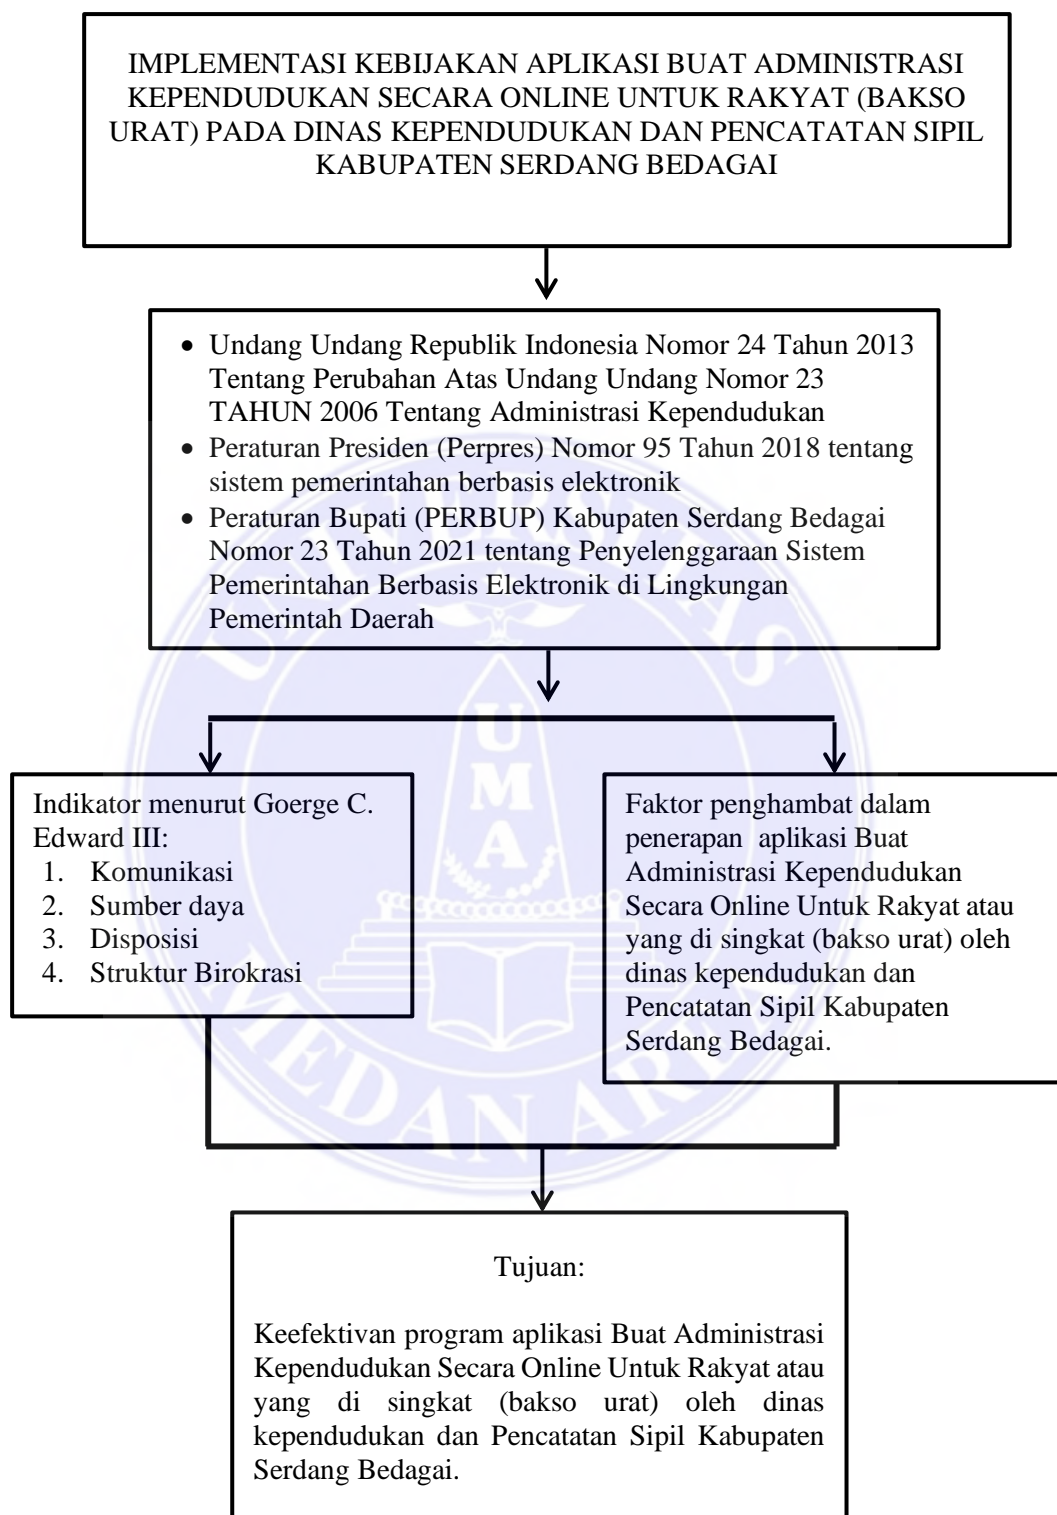 IMPLEMENTASI KEBIJAKAN APLIKASI BUAT ADMINISTRASI
KEPENDUDUKAN SECARA ONLINE UNTUK RAKYAT (BAKSO
URAT) PADA DINAS KEPENDUDUKAN DAN PENCATATAN SIPIL
KABUPATEN SERDANG BEDAGAI
• Undang Undang Republik Indonesia Nomor 24 Tahun 2013
Tentang Perubahan Atas Undang Undang Nomor 23
TAHUN 2006 Tentang Administrasi Kependudukan
• Peraturan Presiden (Perpres) Nomor 95 Tahun 2018 tentang
sistem pemerintahan berbasis elektronik
• Peraturan Bupati (PERBUP) Kabupaten Serdang Bedagai
Nomor 23 Tahun 2021 tentang Penyelenggaraan Sistem
Pemerintahan Berbasis Elektronik di Lingkungan
Pemerintah Daerah
Indikator menurut Goerge C.
Edward III:
1. Komunikasi
2. Sumber daya
3. Disposisi
4. Struktur Birokrasi
Faktor penghambat dalam
penerapan aplikasi Buat
Administrasi Kependudukan
Secara Online Untuk Rakyat atau
yang di singkat (bakso urat) oleh
dinas kependudukan dan
Pencatatan Sipil Kabupaten
Serdang Bedagai.
Tujuan:
Keefektivan program aplikasi Buat Administrasi
Kependudukan Secara Online Untuk Rakyat atau
yang di singkat (bakso urat) oleh dinas
kependudukan dan Pencatatan Sipil Kabupaten
Serdang Bedagai.
UNIVERSITAS
MEDAN AREA
UMA